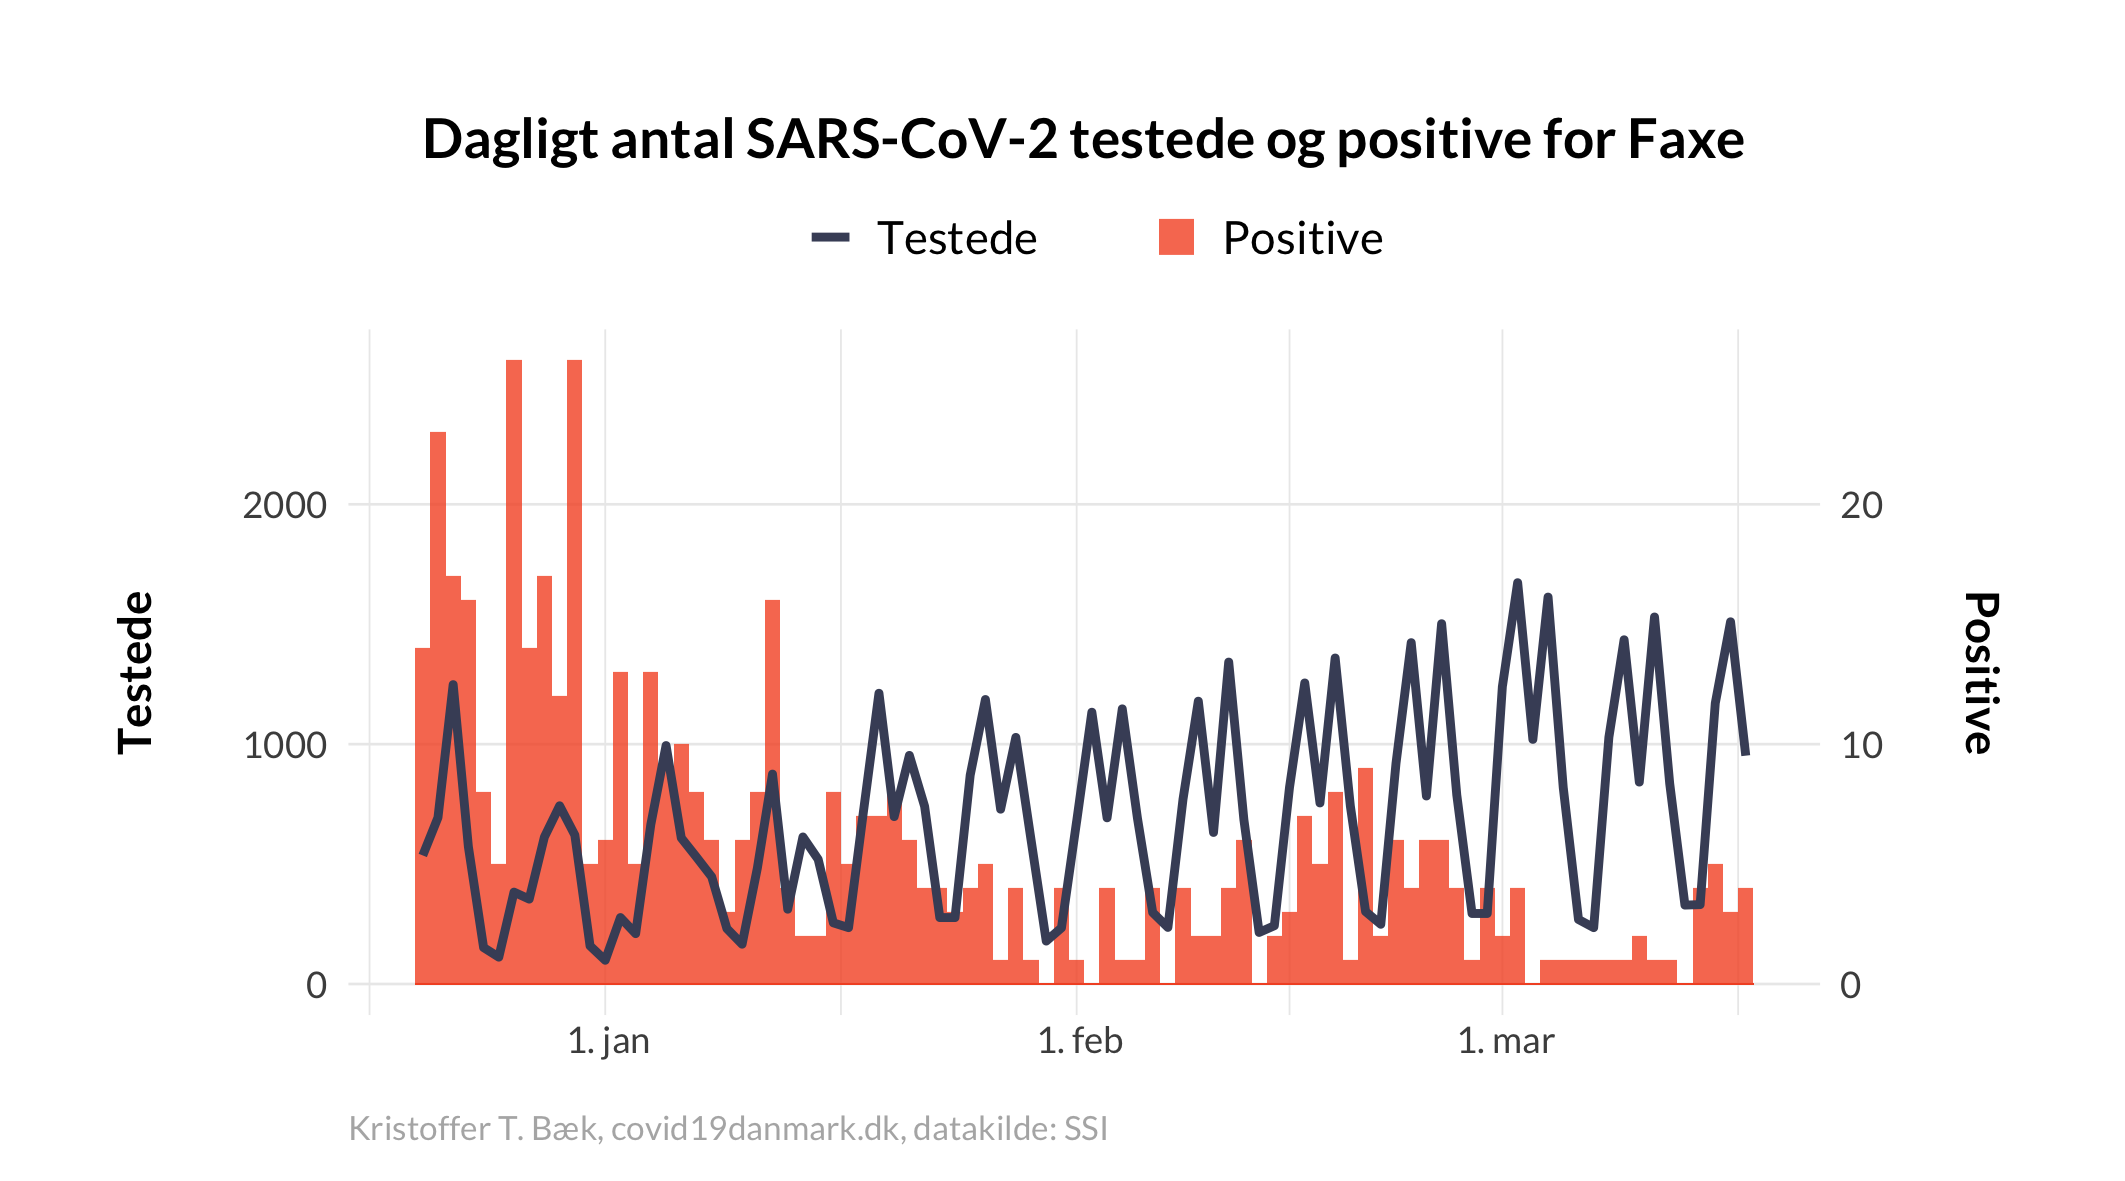 Dagligt antal SARS-CoV-2 testede og positive for Faxe
Testede
Positive
2000
1000
0
20
10
0
Testede
Positive
1. jan
1. feb
1. mar
Kristoffer T. Bæk, covid19danmark.dk, datakilde: SSI